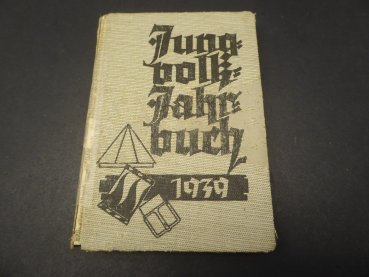 Jung=
volk=
Jahr=
buch
1939